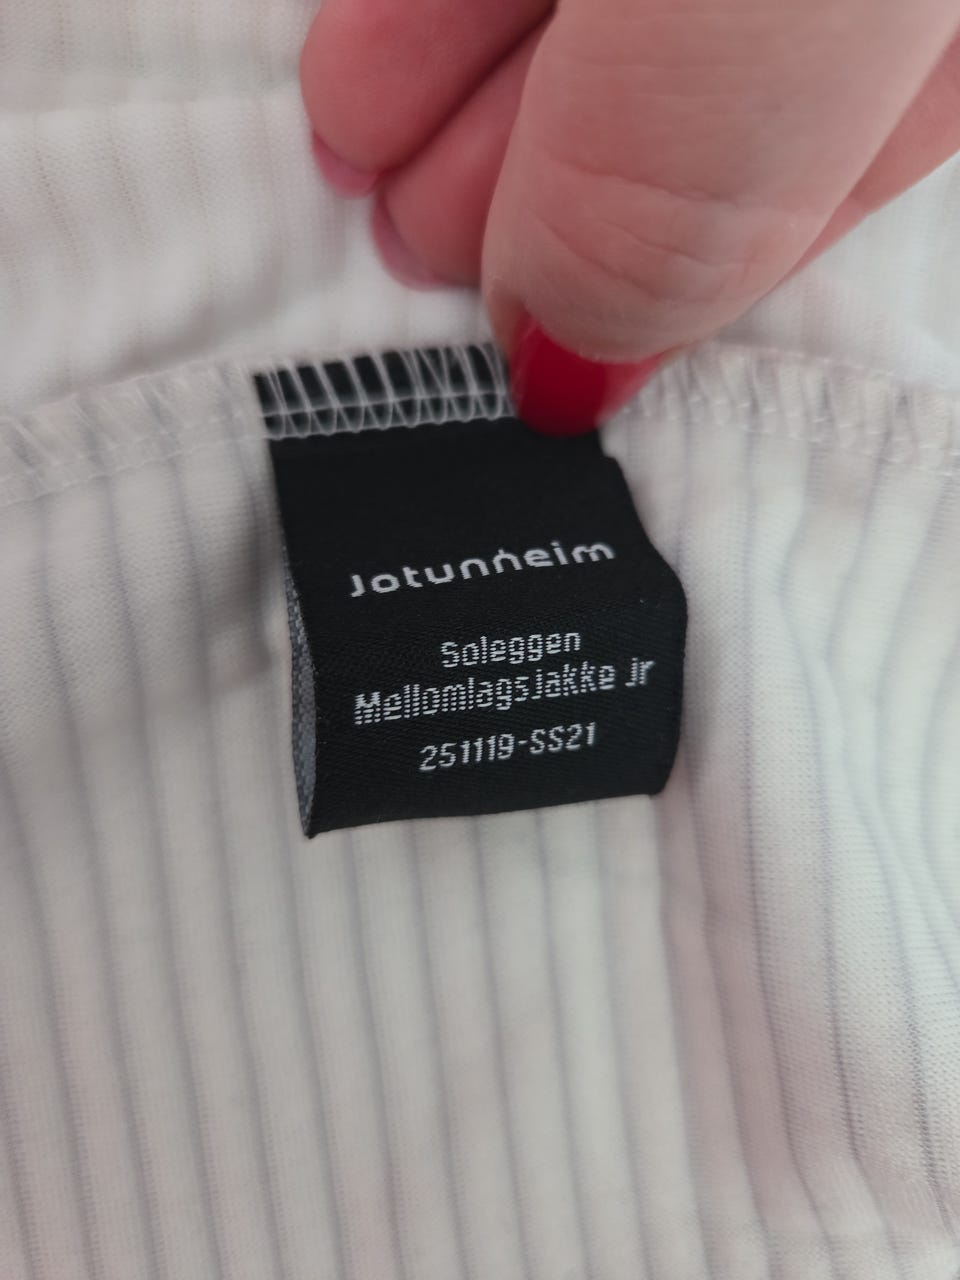 Jotunheim
Soleggen
Mellomlagsjakke jr
251119-SS21